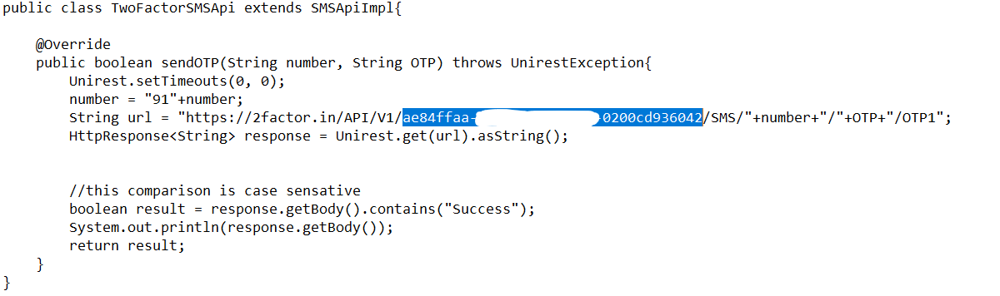 public class TwoFactorSMSApi extends SMSApiImpl{
@Override
public boolean sendOTP(String number, String OTP) throws UnirestException{
Unirest.setTimeouts(0, 0);
number = "91"+number;
String url = "https://2factor.in/API/V1/ae84ffaa- -0200cd936042/SMS/"+number+"/"+OTP+"/OTP1";
HttpResponse<String> response = Unirest.get(url).asString();
//this comparison is case sensative
boolean result = response.getBody().contains("Success");
System.out.println(response.getBody());
return result;
}
}